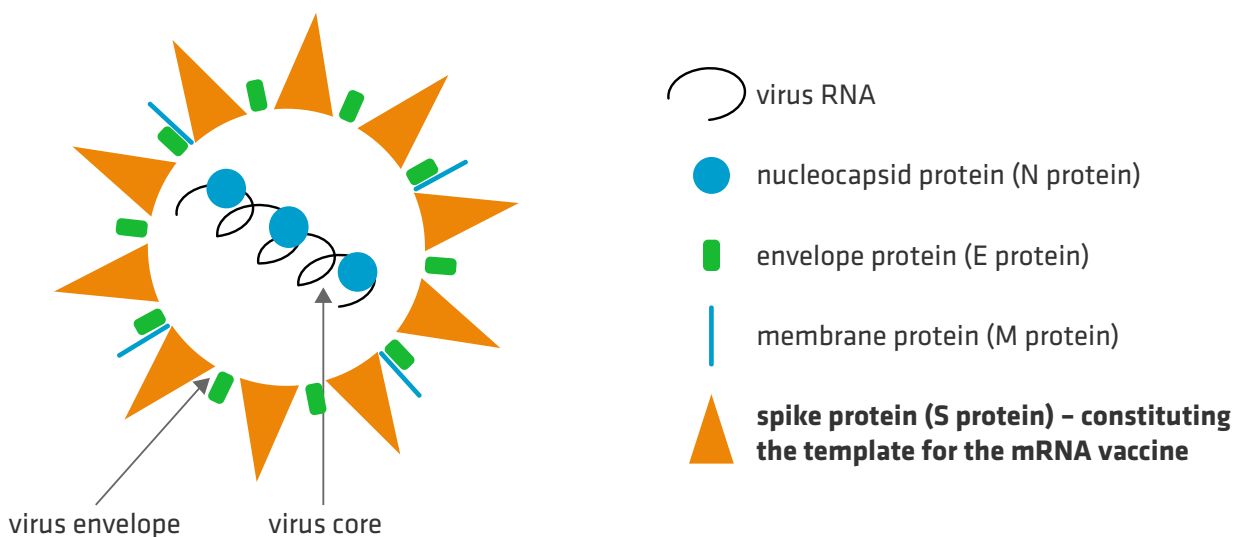 virus RNA
nucleocapsid protein (N protein)
envelope protein (E protein)
membrane protein (M protein)
spike protein (S protein) – constituting
the template for the mRNA vaccine
virus envelope
virus core